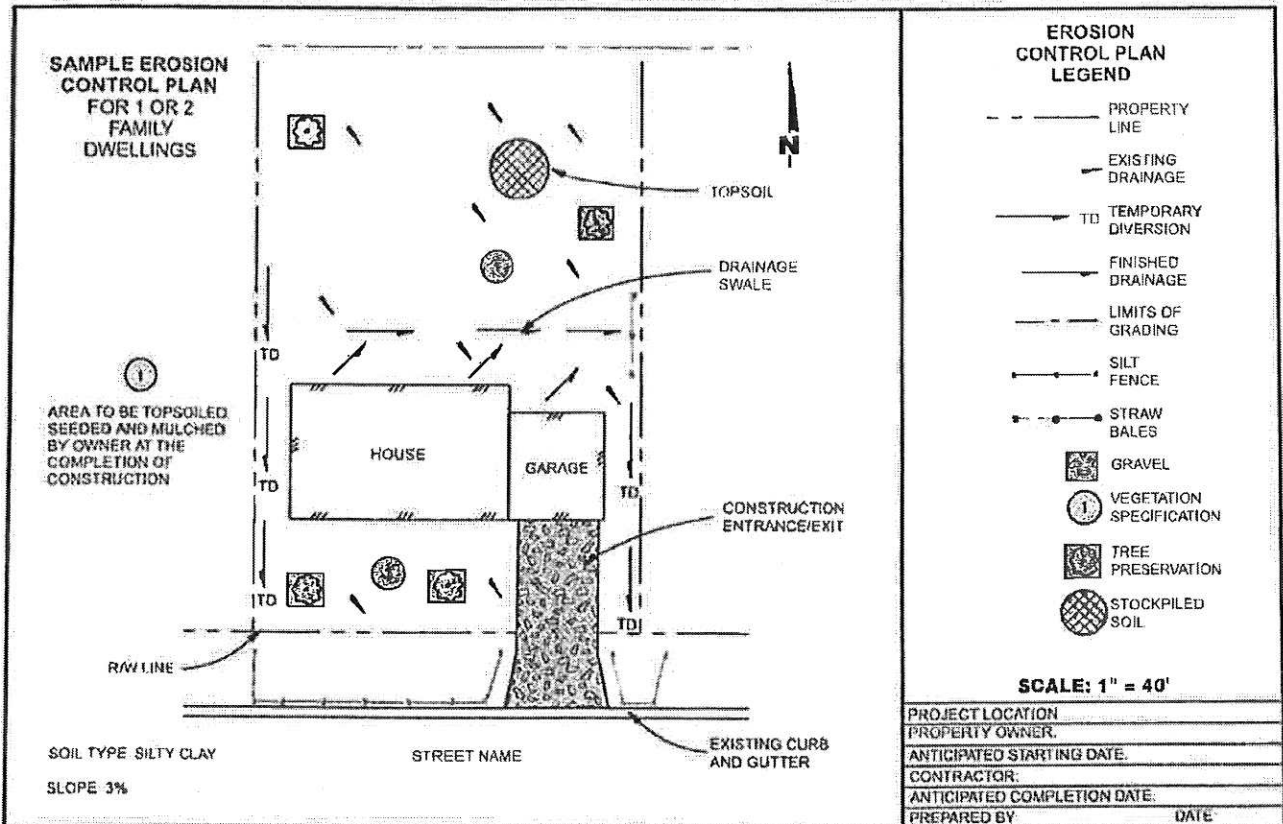 SAMPLE EROSION
CONTROL PLAN
FOR 1 OR 2
FAMILY
DWELLINGS
N
TOPSOIL
DRAINAGE
SWALE
TD
1
AREA TO BE TOPSOILED
SEEDED AND MULCHED
BY OWNER AT THE
COMPLETION OF
CONSTRUCTION
HOUSE
GARAGE
TD
TD
CONSTRUCTION
ENTRANCE/EXIT
TD
TD
R/W LINE
EXISTING CURB
AND GUTTER
SOIL TYPE SILTY CLAY
STREET NAME
SLOPE 3%
EROSION
CONTROL PLAN
LEGEND
PROPERTY
LINE
EXISTING
DRAINAGE
TD TEMPORARY
DIVERSION
FINISHED
DRAINAGE
LIMITS OF
GRADING
SILT
FENCE
STRAW
BALES
GRAVEL
1 VEGETATION
SPECIFICATION
TREE
PRESERVATION
STOCKPILED
SOIL
SCALE: 1" = 40'
PROJECT LOCATION
PROPERTY OWNER:
ANTICIPATED STARTING DATE:
CONTRACTOR:
ANTICIPATED COMPLETION DATE:
PREPARED BY DATE